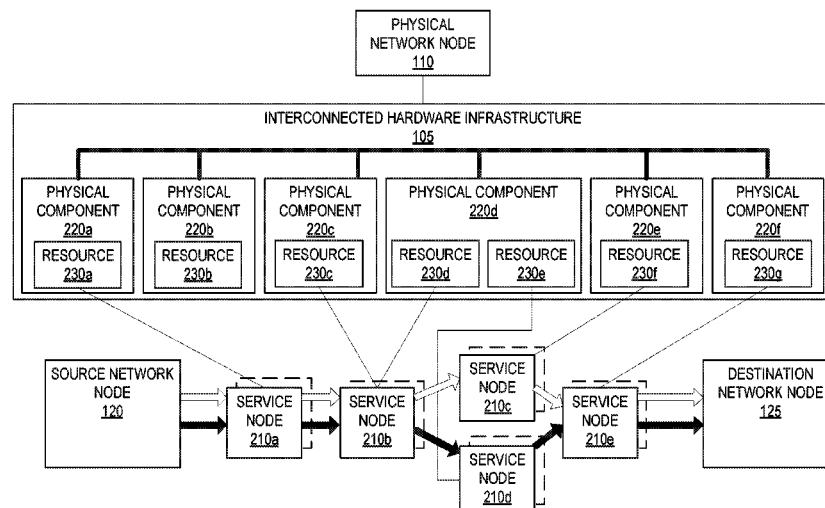 PHYSICAL
NETWORK NODE
110
INTERCONNECTED HARDWARE INFRASTRUCTURE
105
PHYSICAL
COMPONENT
220a
RESOURCE
230a
PHYSICAL
COMPONENT
220b
RESOURCE
230b
PHYSICAL
COMPONENT
220c
RESOURCE
230c
PHYSICAL COMPONENT
220d
RESOURCE
230d
RESOURCE
230e
PHYSICAL
COMPONENT
220e
RESOURCE
230f
PHYSICAL
COMPONENT
220f
RESOURCE
230g
SOURCE NETWORK
NODE
120
SERVICE
NODE
210a
SERVICE
NODE
210b
SERVICE
NODE
210c
SERVICE
NODE
210d
SERVICE
NODE
210e
DESTINATION
NETWORK NODE
125